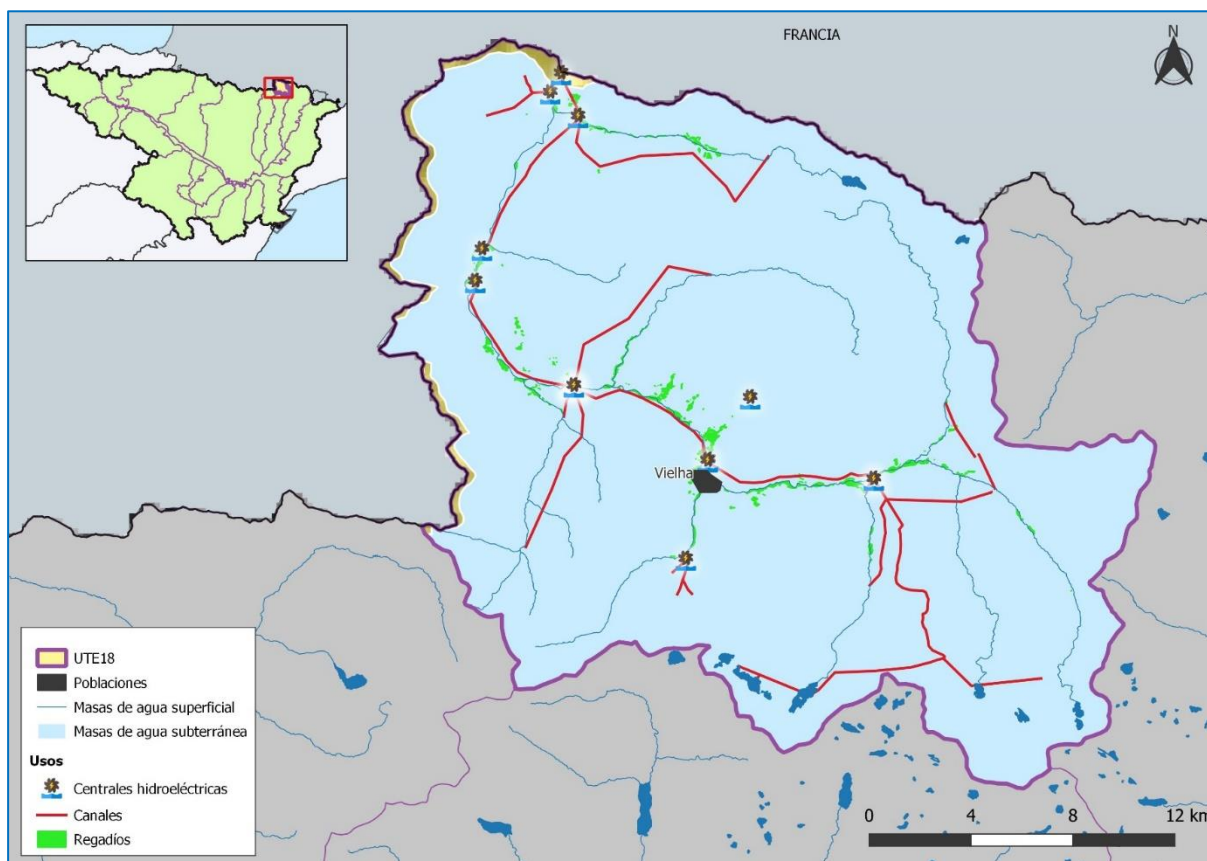 FRANCIA
N
Vielha
UTE18
Poblaciones
Masas de agua superficial
Masas de agua subterránea
Usos
Centrales hidroeléctricas
Canales
Regadíos
0 4 8 12 km